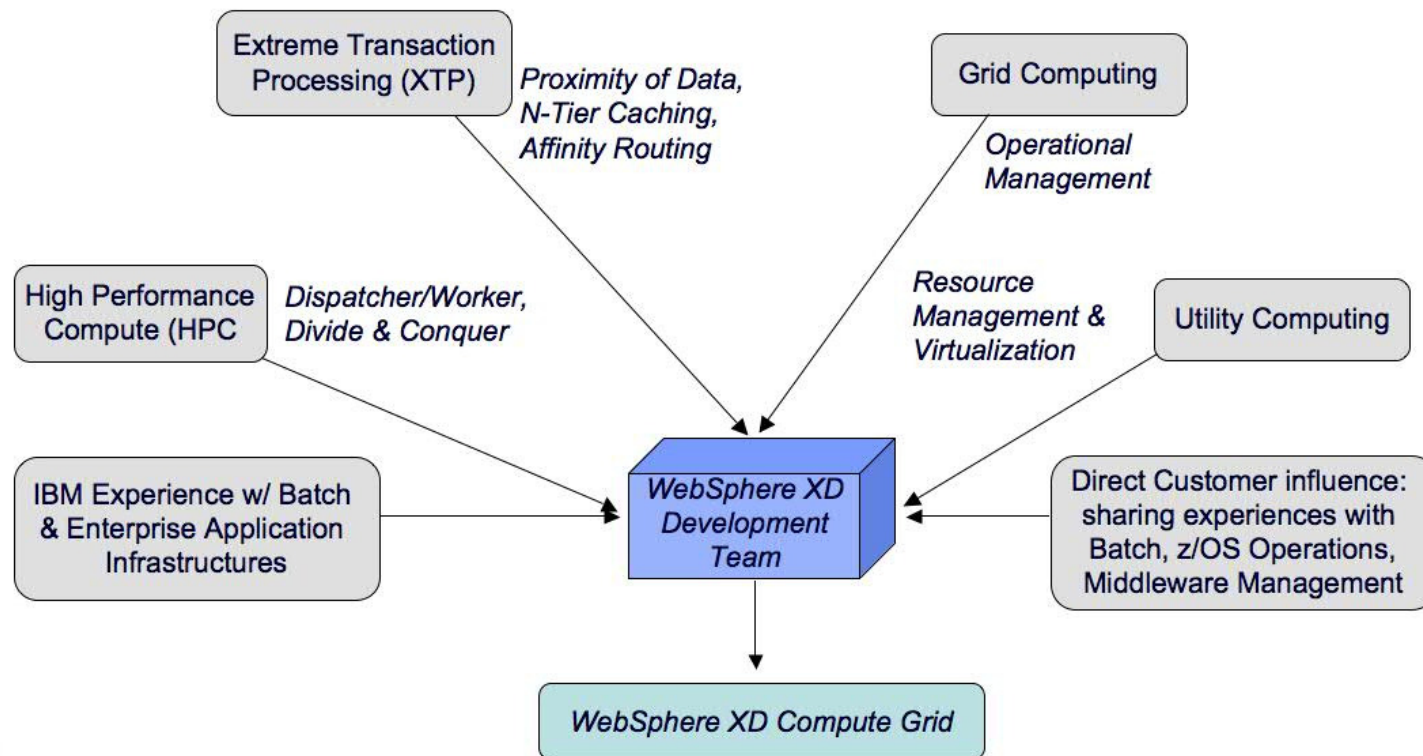 Extreme Transaction
Processing (XTP)
Proximity of Data,
N-Tier Caching,
Affinity Routing
Grid Computing
Operational
Management
High Performance
Compute (HPC
Dispatcher/Worker,
Divide & Conquer
Resource
Management &
Virtualization
Utility Computing
IBM Experience w/ Batch
& Enterprise Application
Infrastructures
WebSphere XD
Development
Team
Direct Customer influence:
sharing experiences with
Batch, z/OS Operations,
Middleware Management
WebSphere XD Compute Grid